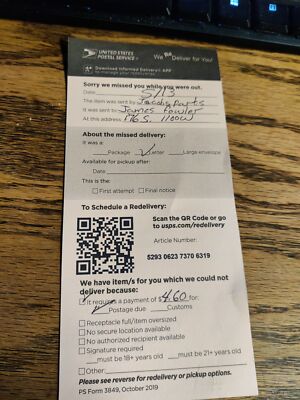 UNITED STATES POSTAL SERVICE®
We ReDeliver for You!
Download Informed Delivery® APP
to manage your redeliveries
Sorry we missed you while you were out.
Date 5/13
The item was sent by Jacobs Parts
It was sent to James Fowler
At this address
About the missed delivery:
It was a:
Package ✓ Letter Large envelope
Available for pickup after:
Date
This is the:
☐ First attempt ☐ Final notice
To Schedule a Redelivery:
Scan the QR Code or go to usps.com/redelivery
Article Number:
5293 0623 7370 6319
We have item/s for you which we could not deliver because:
It requires a payment of $4.60 for:
Postage due Customs
☐ Receptacle full/item oversized
☐ No secure location available
☐ No authorized recipient available
☐ Signature required
must be 18+ years old must be 21+ years old
☐ Other:
Please see reverse for redelivery or pickup options.
PS Form 3849, October 2019